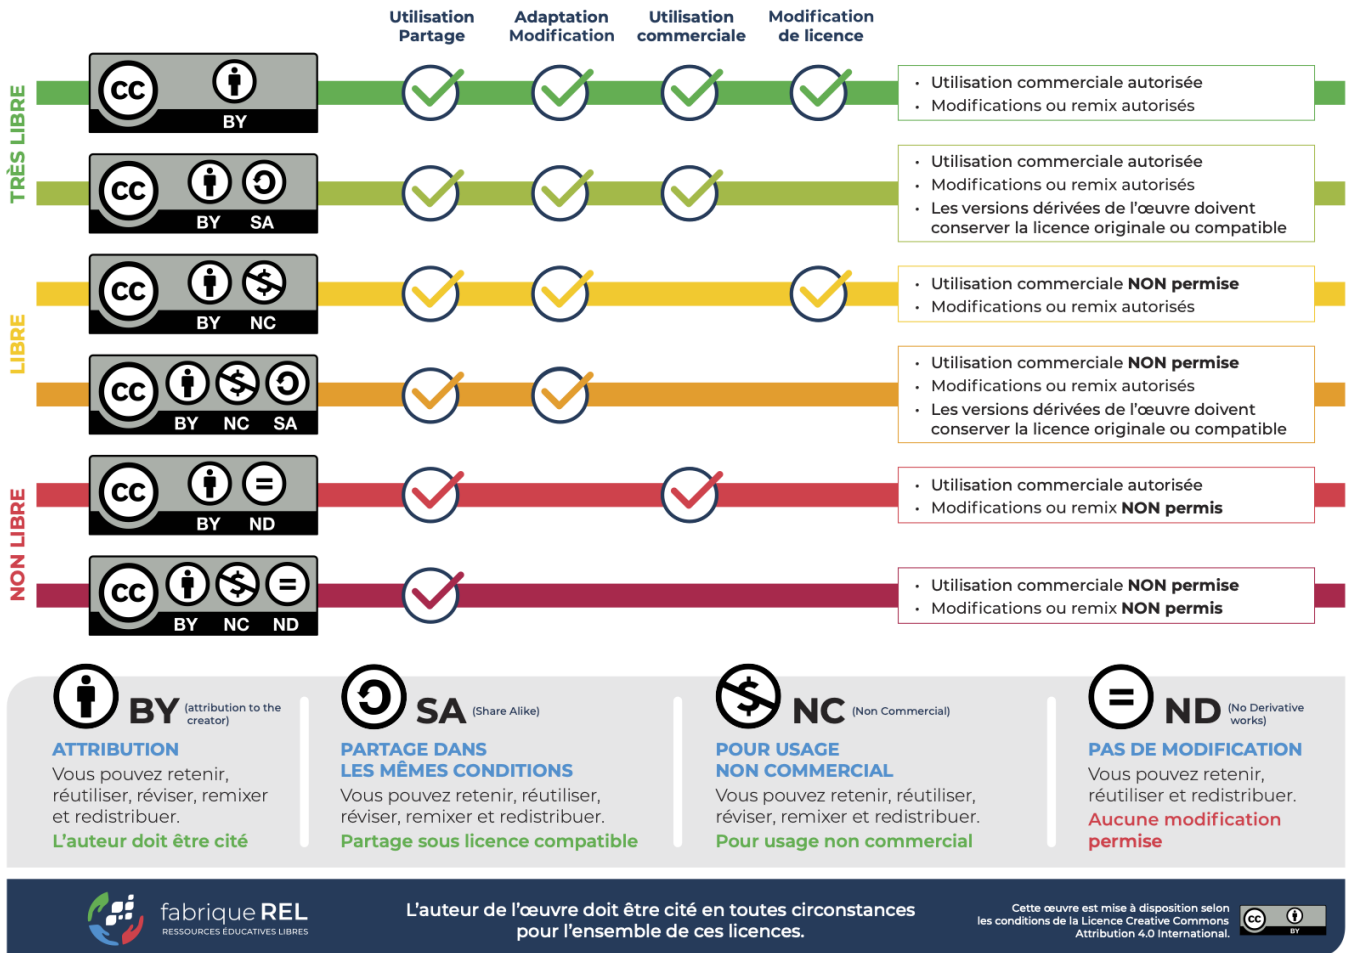 Utilisation
Partage
Adaptation
Modification
Utilisation
commerciale
Modification
de licence
TRÈS LIBRE
cc
BY
• Utilisation commerciale autorisée
• Modifications ou remix autorisés
cc
BY SA
• Utilisation commerciale autorisée
• Modifications ou remix autorisés
• Les versions dérivées de l'œuvre doivent
conserver la licence originale ou compatible
LIBRE
cc
BY NC
• Utilisation commerciale NON permise
• Modifications ou remix autorisés
cc
BY NC SA
• Utilisation commerciale NON permise
• Modifications ou remix autorisés
• Les versions dérivées de l'œuvre doivent
conserver la licence originale ou compatible
NON LIBRE
cc
BY ND
• Utilisation commerciale autorisée
• Modifications ou remix NON permis
cc
BY NC ND
• Utilisation commerciale NON permise
• Modifications ou remix NON permis
BY (attribution to the
creator)
ATTRIBUTION
Vous pouvez retenir,
réutiliser, réviser, remixer
et redistribuer.
L'auteur doit être cité
SA (Share Alike)
PARTAGE DANS
LES MÊMES CONDITIONS
Vous pouvez retenir, réutiliser,
réviser, remixer et redistribuer.
Partage sous licence compatible
NC (Non Commercial)
POUR USAGE
NON COMMERCIAL
Vous pouvez retenir, réutiliser,
réviser, remixer et redistribuer.
Pour usage non commercial
ND (No Derivative
works)
PAS DE MODIFICATION
Vous pouvez retenir,
réutiliser et redistribuer.
Aucune modification
permise
fabrique REL
RESSOURCES ÉDUCATIVES LIBRES
L'auteur de l'œuvre doit être cité en toutes circonstances
pour l'ensemble de ces licences.
Cette œuvre est mise à disposition selon
les conditions de la Licence Creative Commons
Attribution 4.0 International.
cc
BY